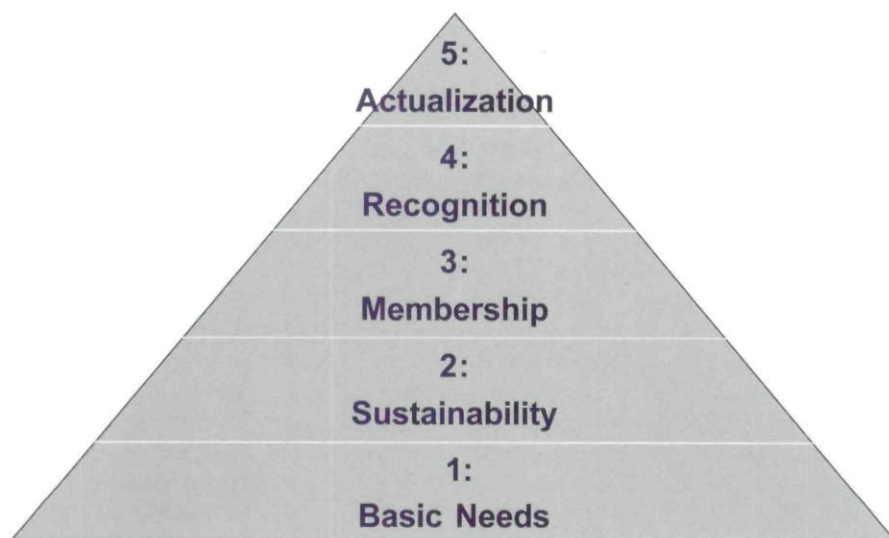 5:
Actualization
4:
Recognition
3:
Membership
2:
Sustainability
1:
Basic Needs